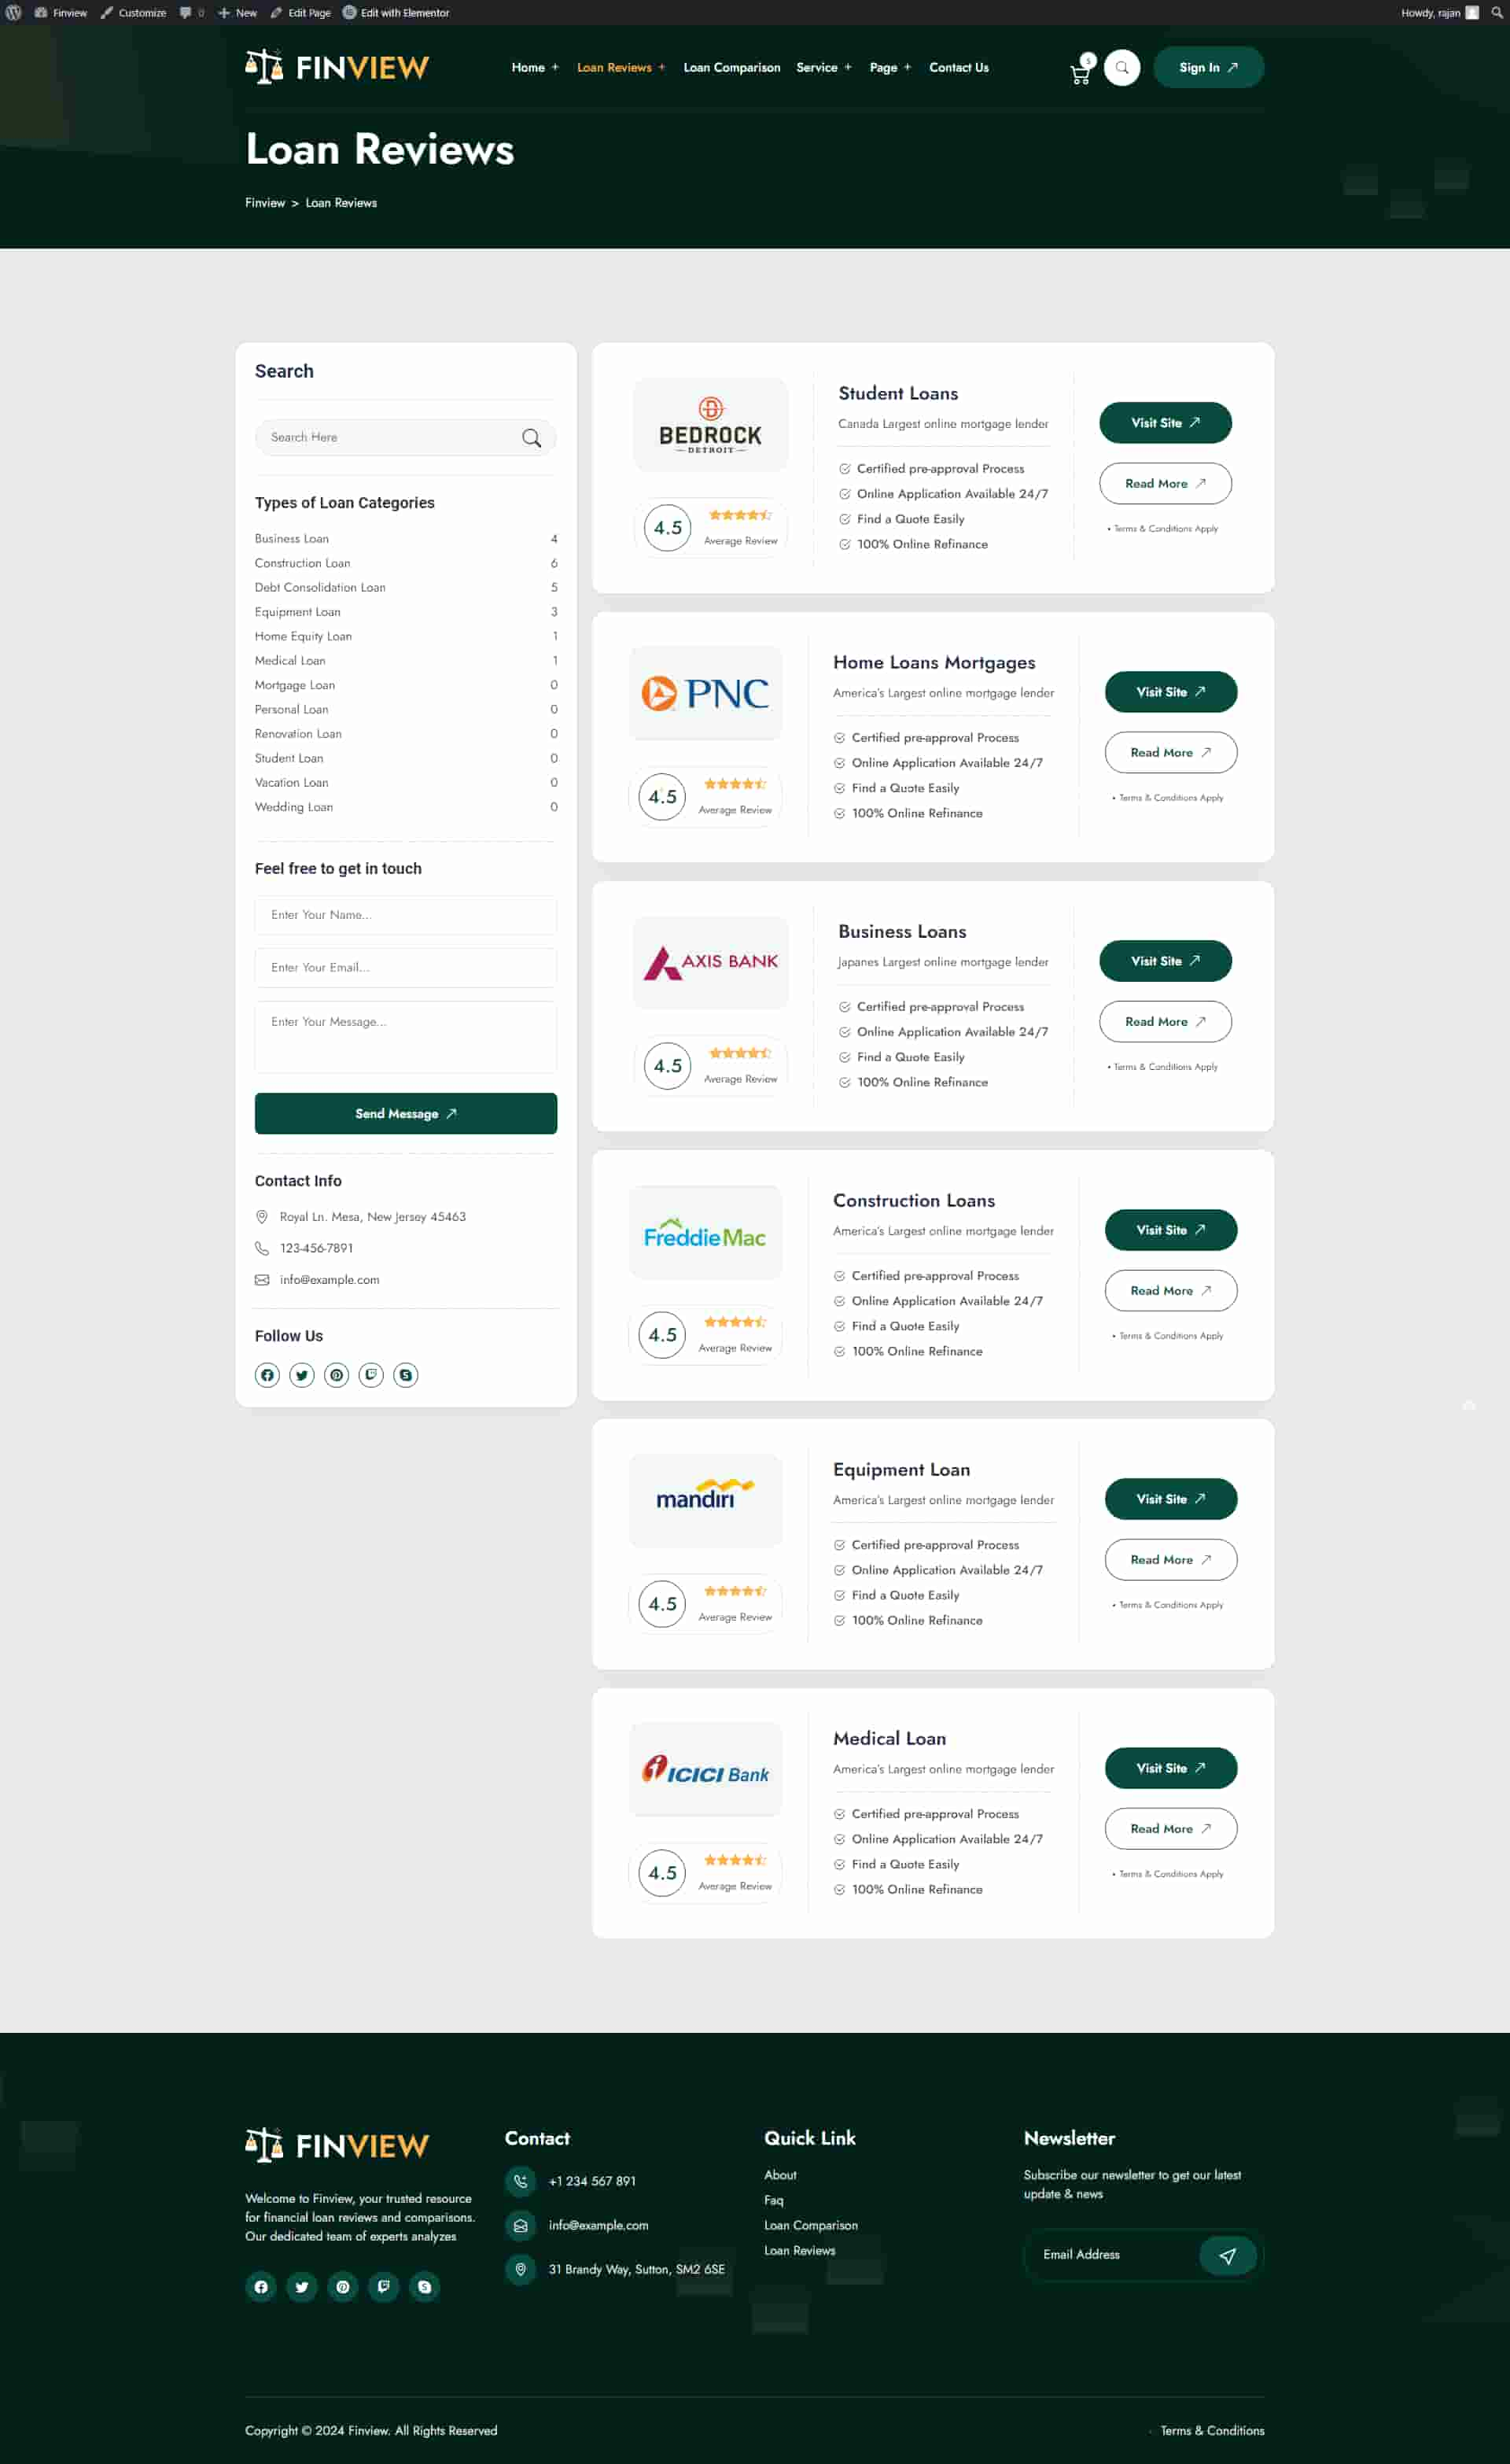 Finview Customize 0 New Edit Page Edit with Elementor Howdy, rajan
FINVIEW
Home + Loan Reviews + Loan Comparison Service + Page + Contact Us
5
Sign In
Loan Reviews
Finview > Loan Reviews
Search
Search Here
Types of Loan Categories
Business Loan 4
Construction Loan 6
Debt Consolidation Loan 5
Equipment Loan 3
Home Equity Loan 1
Medical Loan 1
Mortgage Loan 0
Personal Loan 0
Renovation Loan 0
Student Loan 0
Vacation Loan 0
Wedding Loan 0
Feel free to get in touch
Enter Your Name...
Enter Your Email...
Enter Your Message...
Send Message
Contact Info
Royal Ln. Mesa, New Jersey 45463
123-456-7891
info@example.com
Follow Us
BEDROCK
DETROIT
4.5
Average Review
Student Loans
Canada Largest online mortgage lender
Certified pre-approval Process
Online Application Available 24/7
Find a Quote Easily
100% Online Refinance
Visit Site
Read More
• Terms & Conditions Apply
PNC
4.5
Average Review
Home Loans Mortgages
America's Largest online mortgage lender
Certified pre-approval Process
Online Application Available 24/7
Find a Quote Easily
100% Online Refinance
Visit Site
Read More
• Terms & Conditions Apply
AXIS BANK
4.5
Average Review
Business Loans
Japanes Largest online mortgage lender
Certified pre-approval Process
Online Application Available 24/7
Find a Quote Easily
100% Online Refinance
Visit Site
Read More
• Terms & Conditions Apply
FreddieMac
4.5
Average Review
Construction Loans
America's Largest online mortgage lender
Certified pre-approval Process
Online Application Available 24/7
Find a Quote Easily
100% Online Refinance
Visit Site
Read More
• Terms & Conditions Apply
mandiri
4.5
Average Review
Equipment Loan
America's Largest online mortgage lender
Certified pre-approval Process
Online Application Available 24/7
Find a Quote Easily
100% Online Refinance
Visit Site
Read More
• Terms & Conditions Apply
ICICI Bank
4.5
Average Review
Medical Loan
America's Largest online mortgage lender
Certified pre-approval Process
Online Application Available 24/7
Find a Quote Easily
100% Online Refinance
Visit Site
Read More
• Terms & Conditions Apply
FINVIEW
Welcome to Finview, your trusted resource
for financial loan reviews and comparisons.
Our dedicated team of experts analyzes
Contact
+1 234 567 891
info@example.com
31 Brandy Way, Sutton, SM2 6SE
Quick Link
About
Faq
Loan Comparison
Loan Reviews
Newsletter
Subscribe our newsletter to get our latest
update & news
Email Address
Copyright © 2024 Finview. All Rights Reserved
Terms & Conditions